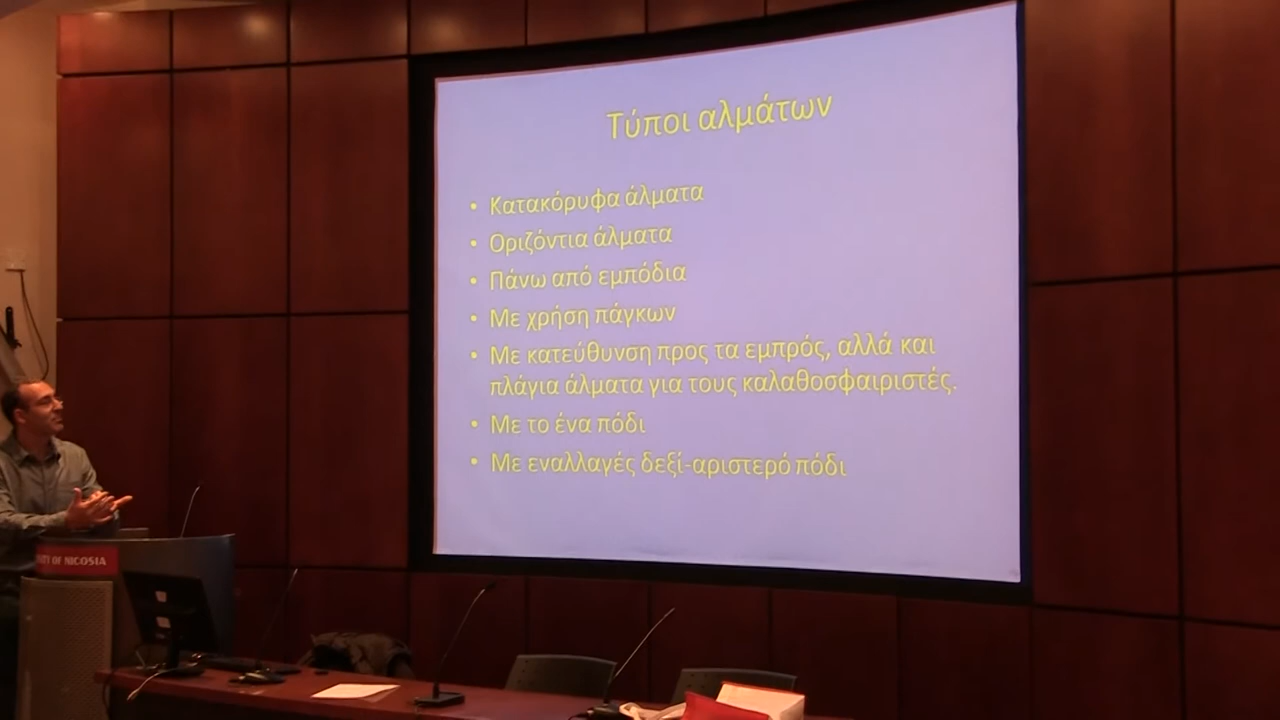 Τύποι αλμάτων
• Κατακόρυφα άλματα
• Οριζόντια άλματα
• Πάνω από εμπόδια
• Με χρήση πάγκων
• Με κατεύθυνση προς τα εμπρός, αλλά και
πλάγια άλματα για τους καλαθοσφαιριστές.
• Με το ένα πόδι
• Με εναλλαγές δεξί-αριστερό πόδι
OF NICOSIA